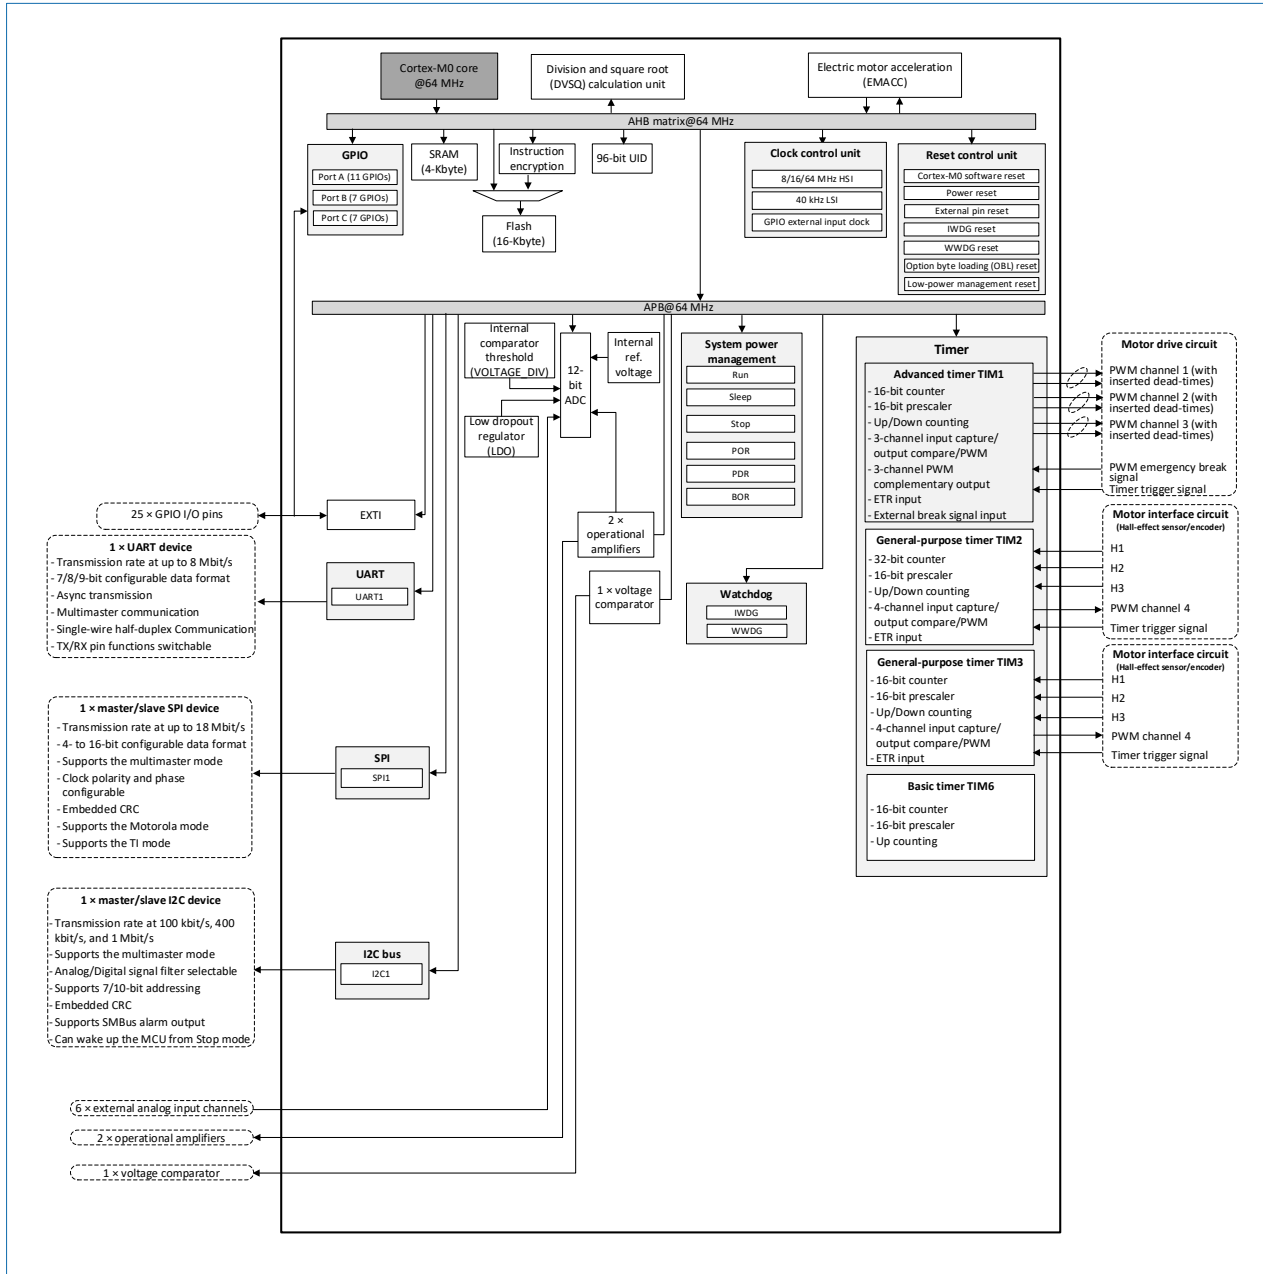 Cortex-M0 core
@64 MHz
Division and square root
(DVSQ) calculation unit
Electric motor acceleration
(EMACC)
AHB matrix@64 MHz
GPIO
Port A (11 GPIOs)
Port B (7 GPIOs)
Port C (7 GPIOs)
SRAM
(4-Kbyte)
Instruction
encryption
96-bit UID
Flash
(16-Kbyte)
Clock control unit
8/16/64 MHz HSI
40 kHz LSI
GPIO external input clock
Reset control unit
Cortex-M0 software reset
Power reset
External pin reset
IWDG reset
WWDG reset
Option byte loading (OBL) reset
Low-power management reset
APB@64 MHz
Internal
comparator
threshold
(VOLTAGE_DIV)
Low dropout
regulator
(LDO)
12-
bit
ADC
Internal
ref.
voltage
System power
management
Run
Sleep
Stop
POR
PDR
BOR
2 ×
operational
amplifiers
1 × voltage
comparator
Watchdog
IWDG
WWDG
Timer
Advanced timer TIM1
- 16-bit counter
- 16-bit prescaler
- Up/Down counting
- 3-channel input capture/
output compare/PWM
- 3-channel PWM
complementary output
- ETR input
- External break signal input
General-purpose timer TIM2
- 32-bit counter
- 16-bit prescaler
- Up/Down counting
- 4-channel input capture/
output compare/PWM
- ETR input
General-purpose timer TIM3
- 16-bit counter
- 16-bit prescaler
- Up/Down counting
- 4-channel input capture/
output compare/PWM
- ETR input
Basic timer TIM6
- 16-bit counter
- 16-bit prescaler
- Up counting
Motor drive circuit
PWM channel 1 (with
inserted dead-times)
PWM channel 2 (with
inserted dead-times)
PWM channel 3 (with
inserted dead-times)
PWM emergency break
signal
Timer trigger signal
Motor interface circuit
(Hall-effect sensor/encoder)
H1
H2
H3
PWM channel 4
Timer trigger signal
Motor interface circuit
(Hall-effect sensor/encoder)
H1
H2
H3
PWM channel 4
Timer trigger signal
25 × GPIO I/O pins
EXTI
1 × UART device
- Transmission rate at up to 8 Mbit/s
- 7/8/9-bit configurable data format
- Async transmission
- Multimaster communication
- Single-wire half-duplex Communication
- TX/RX pin functions switchable
UART
UART1
1 × master/slave SPI device
- Transmission rate at up to 18 Mbit/s
- 4- to 16-bit configurable data format
- Supports the multimaster mode
- Clock polarity and phase
configurable
- Embedded CRC
- Supports the Motorola mode
- Supports the TI mode
SPI
SPI1
1 × master/slave I2C device
- Transmission rate at 100 kbit/s, 400
kbit/s, and 1 Mbit/s
- Supports the multimaster mode
- Analog/Digital signal filter selectable
- Supports 7/10-bit addressing
- Embedded CRC
- Supports SMBus alarm output
- Can wake up the MCU from Stop mode
I2C bus
I2C1
6 × external analog input channels
2 × operational amplifiers
1 × voltage comparator